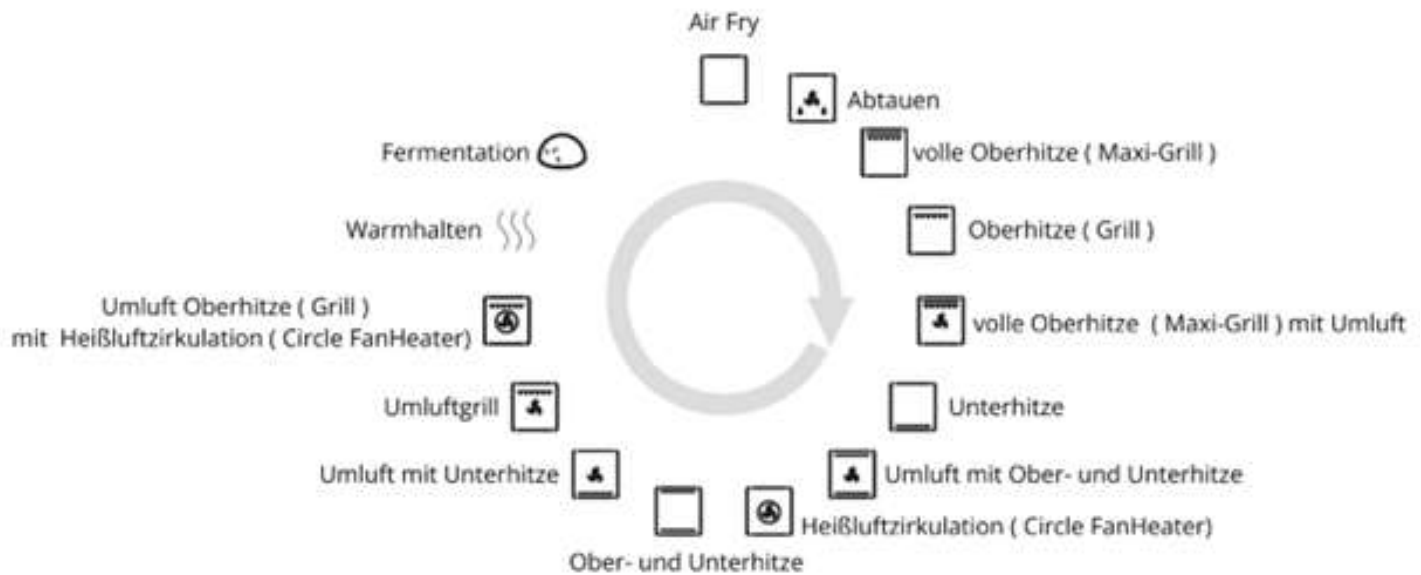 Air Fry
Abtauen
volle Oberhitze ( Maxi-Grill )
Oberhitze ( Grill )
volle Oberhitze ( Maxi-Grill ) mit Umluft
Unterhitze
Umluft mit Ober- und Unterhitze
Heißluftzirkulation ( Circle FanHeater)
Ober- und Unterhitze
Umluft mit Unterhitze
Umluftgrill
Umluft Oberhitze ( Grill )
mit Heißluftzirkulation ( Circle FanHeater)
Warmhalten
Fermentation